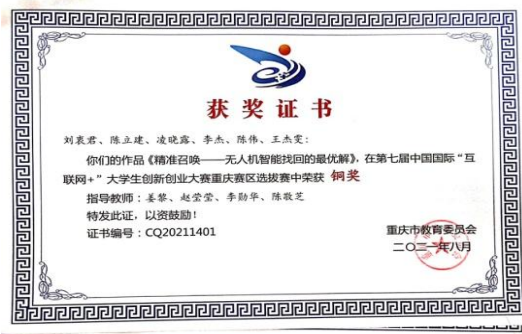 获奖证书
刘衷君、陈立建、凌晓露、李杰、陈伟、王杰雯：
你们的作品《精准召唤——无人机智能找回的最优解》，在第七届中国国际“互
联网+”大学生创新创业大赛重庆赛区选拔赛中荣获 铜奖
指导教师：姜黎、赵莹莹、李勋华、陈敬芝
特发此证，以资鼓励！
证书编号：CQ20211401
重庆市教育委员会
二〇二一年八月